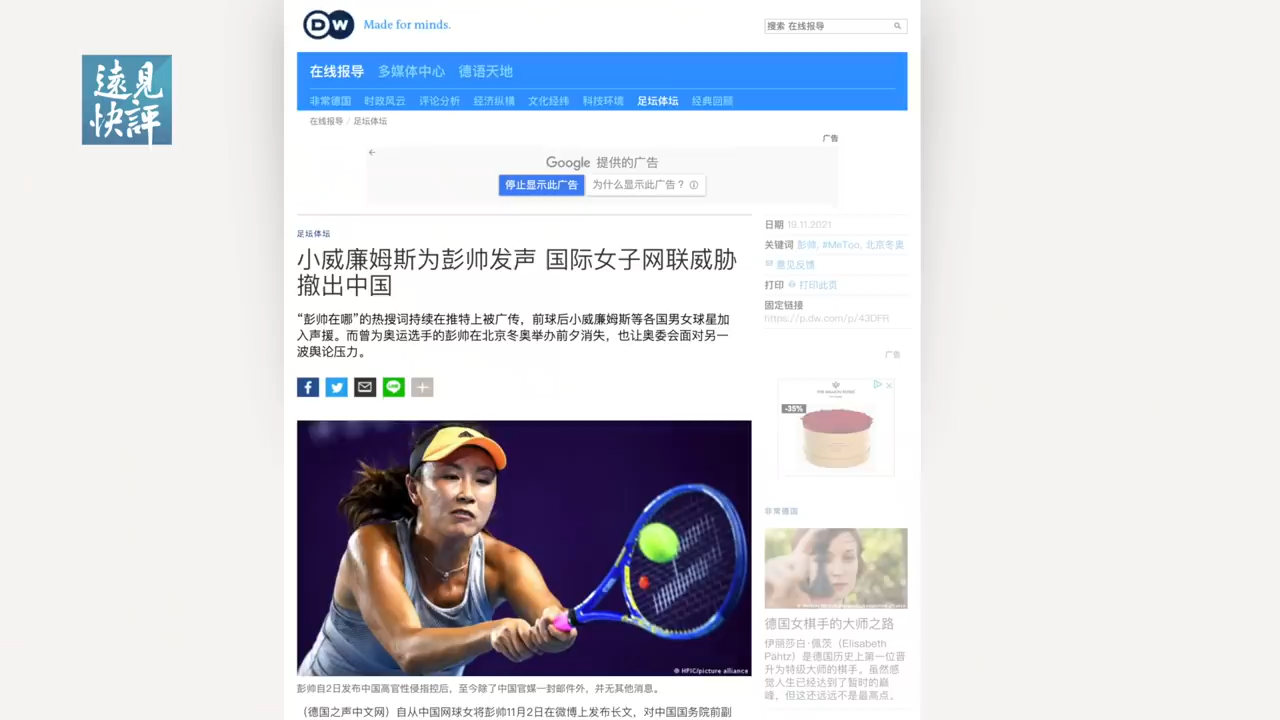 遠見
快評
DW Made for minds.
搜索 在线报导
在线报导 多媒体中心 德语天地
非常德国 时政风云 评论分析 经济纵横 文化经纬 科技环境 足坛体坛 经典回顾
在线报导 / 足坛体坛
广告
Google 提供的广告
停止显示此广告 为什么显示此广告？
足坛体坛
小威廉姆斯为彭帅发声 国际女子网联威胁
撤出中国
“彭帅在哪”的热搜词持续在推特上被广传，前球后小威廉姆斯等各国男女球星加
入声援。而曾为奥运选手的彭帅在北京冬奥举办前夕消失，也让奥委会面对另一
波舆论压力。
© HPIC/picture alliance
彭帅自2日发布中国高官性侵指控后，至今除了中国官媒一封邮件外，并无其他消息。
（德国之声中文网）自从中国网球女将彭帅11月2日在微博上发布长文，对中国国务院前副
日期 19.11.2021
关键词 彭帅, #MeToo, 北京冬奥
意见反馈
打印 打印此页
固定链接
https://p.dw.com/p/43DFR
广告
-35%
非常德国
德国女棋手的大师之路
伊丽莎白·佩茨（Elisabeth
Pähtz）是德国历史上第一位晋
升为特级大师的棋手。虽然感
觉人生已经达到了暂时的巅
峰，但这还远远不是最高点。